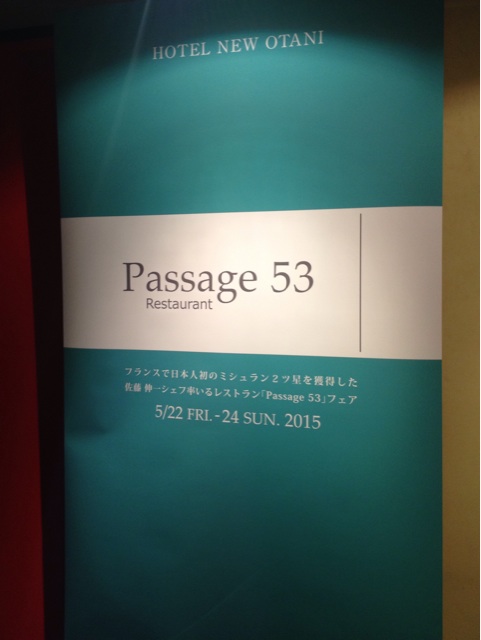 HOTEL NEW OTANI
Passage 53
Restaurant
フランスで日本人初のミシュラン2ツ星を獲得した
佐藤 伸一シェフ率いるレストラン「Passage 53」フェア
5/22 FRI. - 24 SUN. 2015